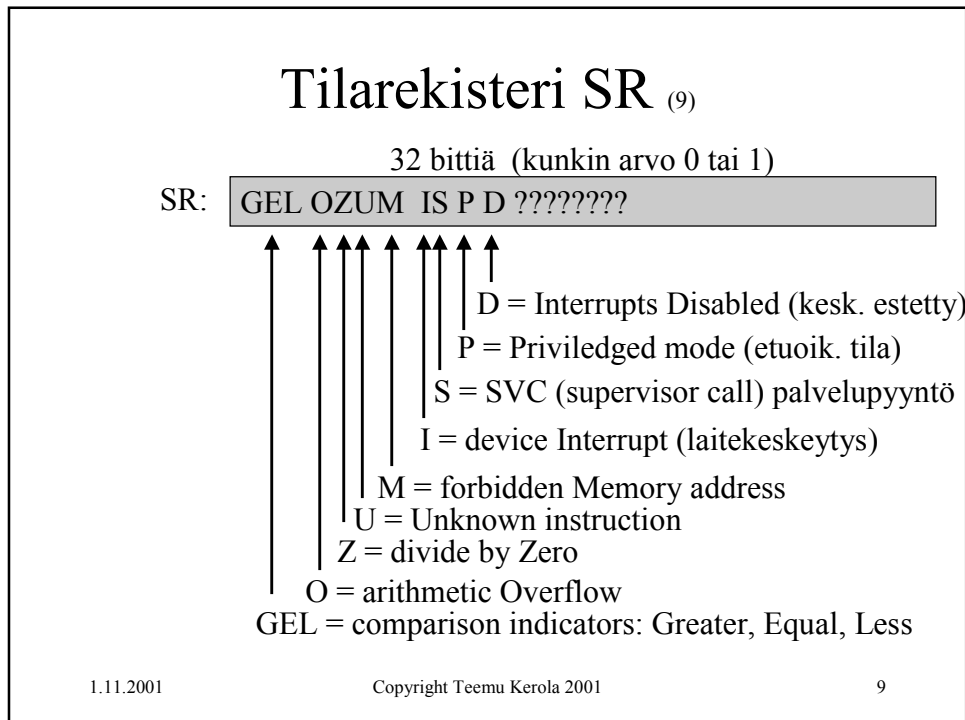 Tilarekisteri SR (9)
32 bittiä (kunkin arvo 0 tai 1)
SR: GEL OZUM IS P D ????????
D = Interrupts Disabled (kesk. estetty)
P = Priviledged mode (etuoik. tila)
S = SVC (supervisor call) palvelupyyntö
I = device Interrupt (laitekeskeytys)
M = forbidden Memory address
U = Unknown instruction
Z = divide by Zero
O = arithmetic Overflow
GEL = comparison indicators: Greater, Equal, Less
1.11.2001 Copyright Teemu Kerola 2001 9